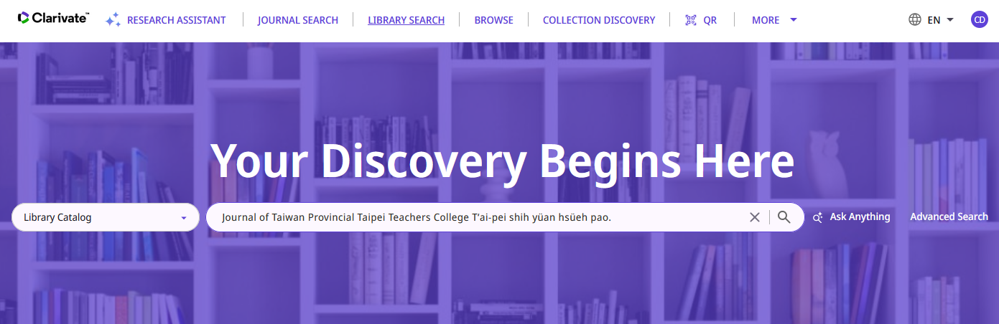 Clarivate™
RESEARCH ASSISTANT
JOURNAL SEARCH
LIBRARY SEARCH
BROWSE
COLLECTION DISCOVERY
QR
MORE
EN
CD
Your Discovery Begins Here
Library Catalog
Journal of Taiwan Provincial Taipei Teachers College T’ai-pei shih yüan hsüeh pao.
Ask Anything
Advanced Search